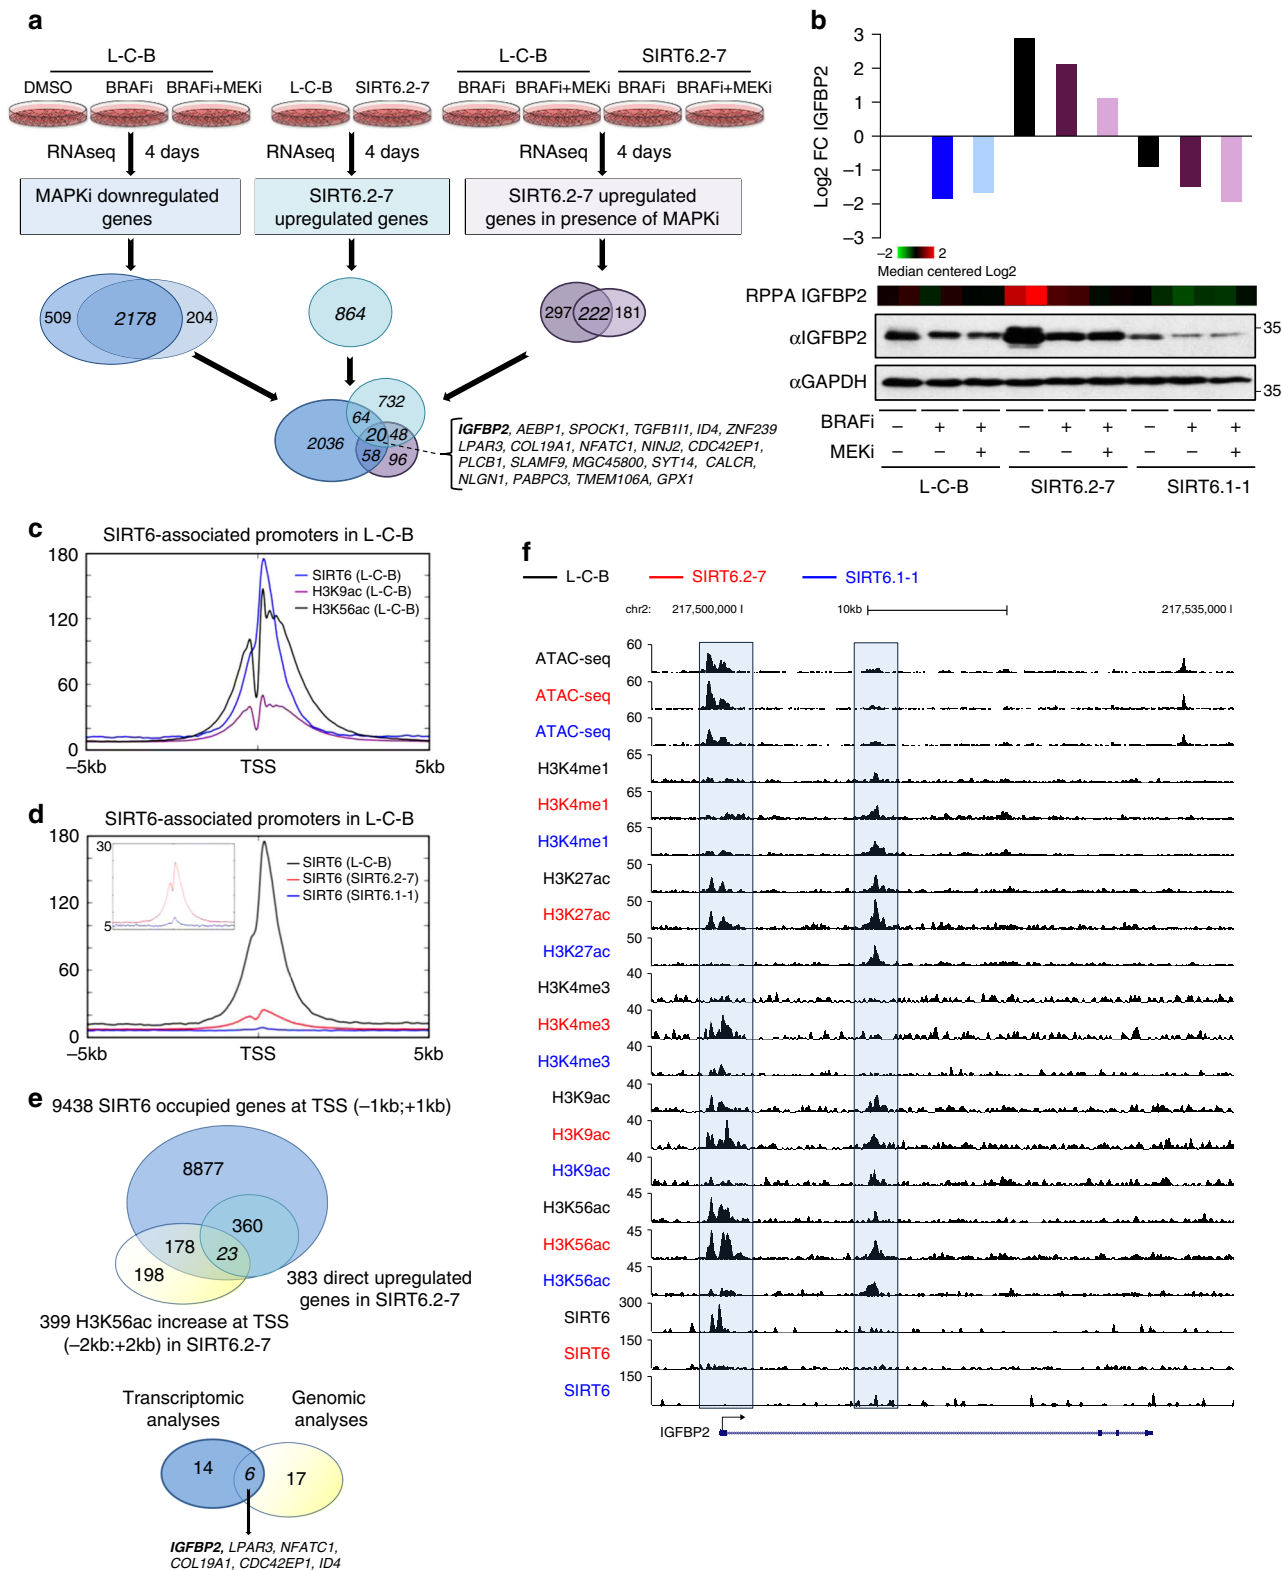 a
L-C-B
DMSO BRAFi BRAFi+MEKi
L-C-B SIRT6.2-7
L-C-B SIRT6.2-7
BRAFi BRAFi+MEKi BRAFi BRAFi+MEKi
RNAseq 4 days
RNAseq 4 days
RNAseq 4 days
MAPKi downregulated
genes
SIRT6.2-7
upregulated genes
SIRT6.2-7 upregulated
genes in presence of MAPKi
509 2178 204
864
297 222 181
732
64
2036 20 48
58 96
IGFBP2, AEBP1, SPOCK1, TGFB1I1, ID4, ZNF239
LPAR3, COL19A1, NFATC1, NINJ2, CDC42EP1,
PLCB1, SLAMF9, MGC45800, SYT14, CALCR,
NLGN1, PABPC3, TMEM106A, GPX1
b
Log2 FC IGFBP2
3
2
1
0
−1
−2
−3
−2 2
Median centered Log2
RPPA IGFBP2
αIGFBP2 -35
αGAPDH -35
BRAFi − + + − + + − + +
MEKi − − + − − + − − +
L-C-B SIRT6.2-7 SIRT6.1-1
c
SIRT6-associated promoters in L-C-B
180
120
60
0
SIRT6 (L-C-B)
H3K9ac (L-C-B)
H3K56ac (L-C-B)
−5kb TSS 5kb
d
SIRT6-associated promoters in L-C-B
180
120
60
0
30
5
SIRT6 (L-C-B)
SIRT6 (SIRT6.2-7)
SIRT6 (SIRT6.1-1)
−5kb TSS 5kb
e
9438 SIRT6 occupied genes at TSS (−1kb;+1kb)
8877
360
178 23
198
383 direct upregulated
genes in SIRT6.2-7
399 H3K56ac increase at TSS
(−2kb:+2kb) in SIRT6.2-7
Transcriptomic
analyses
Genomic
analyses
14 6 17
IGFBP2, LPAR3, NFATC1,
COL19A1, CDC42EP1, ID4
f
L-C-B SIRT6.2-7 SIRT6.1-1
chr2: 217,500,000 I 10kb 217,535,000 I
60
ATAC-seq
60
ATAC-seq
60
ATAC-seq
65
H3K4me1
65
H3K4me1
65
H3K4me1
50
H3K27ac
50
H3K27ac
50
H3K27ac
40
H3K4me3
40
H3K4me3
40
H3K4me3
40
H3K9ac
40
H3K9ac
40
H3K9ac
45
H3K56ac
45
H3K56ac
45
H3K56ac
300
SIRT6
150
SIRT6
150
SIRT6
IGFBP2